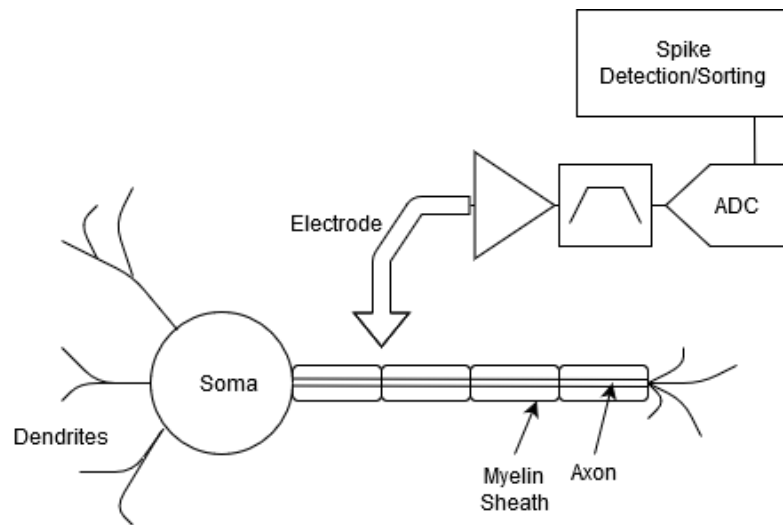 Spike
Detection/Sorting
ADC
Electrode
Soma
Dendrites
Myelin
Sheath
Axon